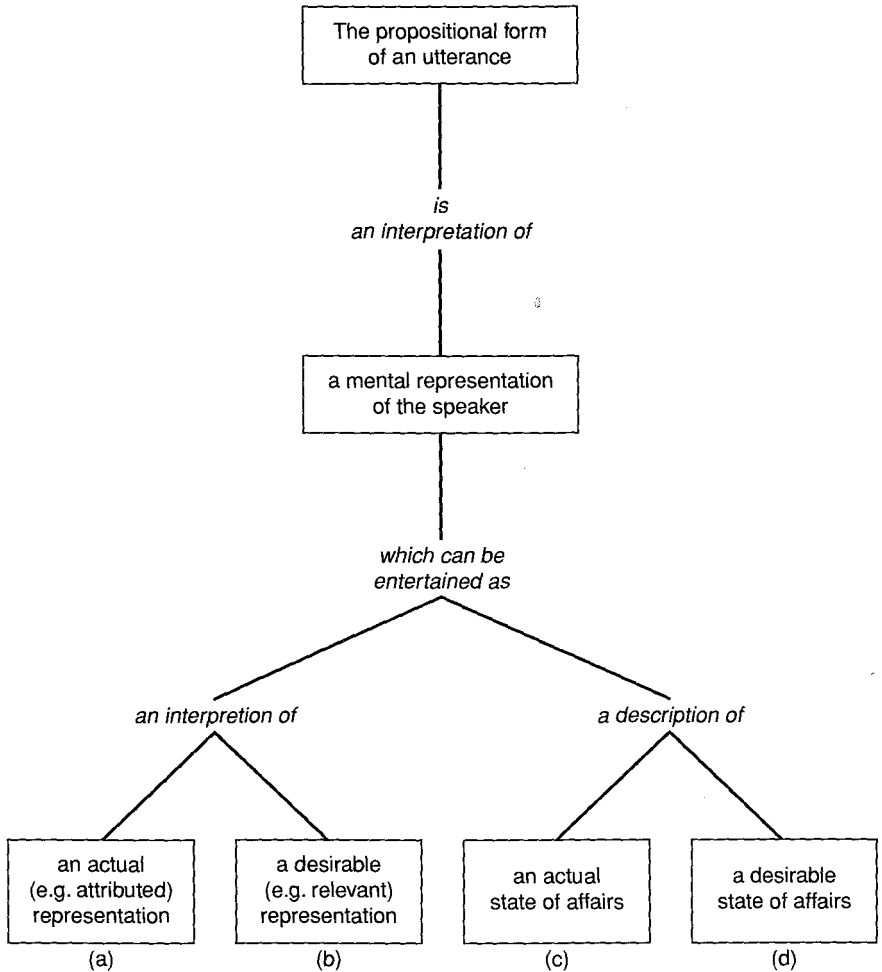 The propositional form
of an utterance
is
an interpretation of
a mental representation
of the speaker
which can be
entertained as
an interpretion of
a description of
an actual
(e.g. attributed)
representation
a desirable
(e.g. relevant)
representation
an actual
state of affairs
a desirable
state of affairs
(a)
(b)
(c)
(d)